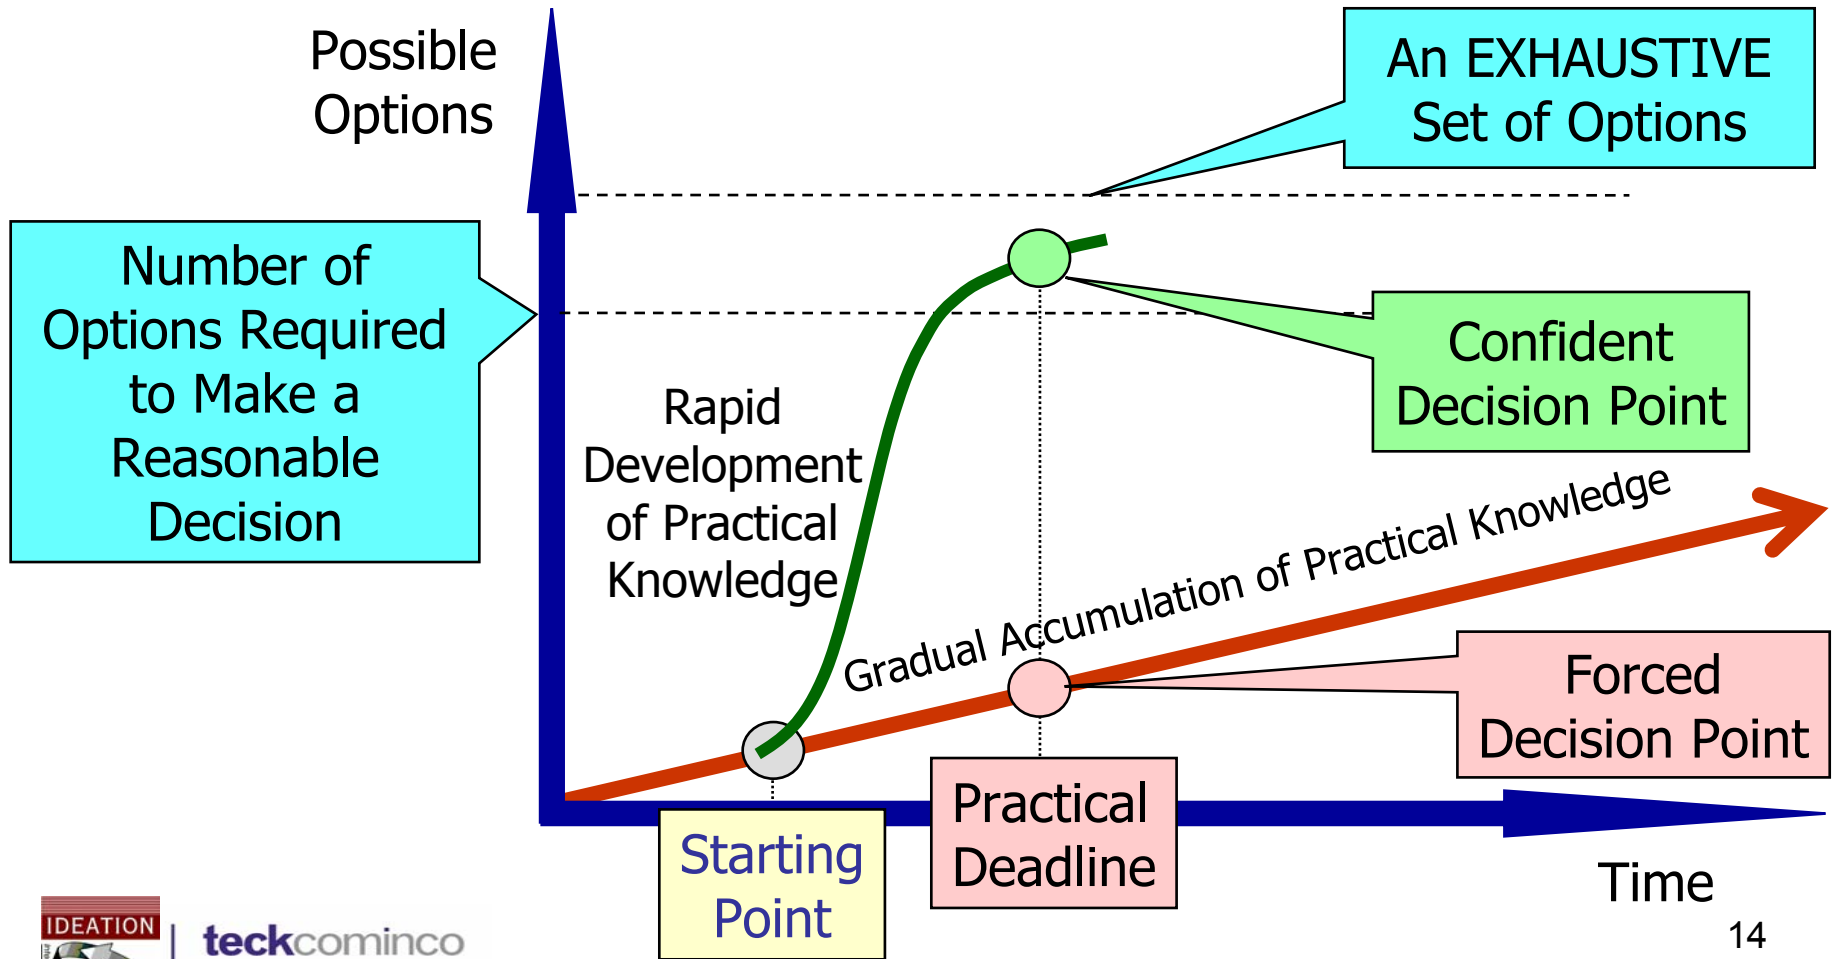 Possible
Options
An EXHAUSTIVE
Set of Options
Number of
Options Required
to Make a
Reasonable
Decision
Confident
Decision Point
Rapid
Development
of Practical
Knowledge
Gradual Accumulation of Practical Knowledge
Forced
Decision Point
Practical
Deadline
Starting
Point
Time
IDEATION
teckcominco
14